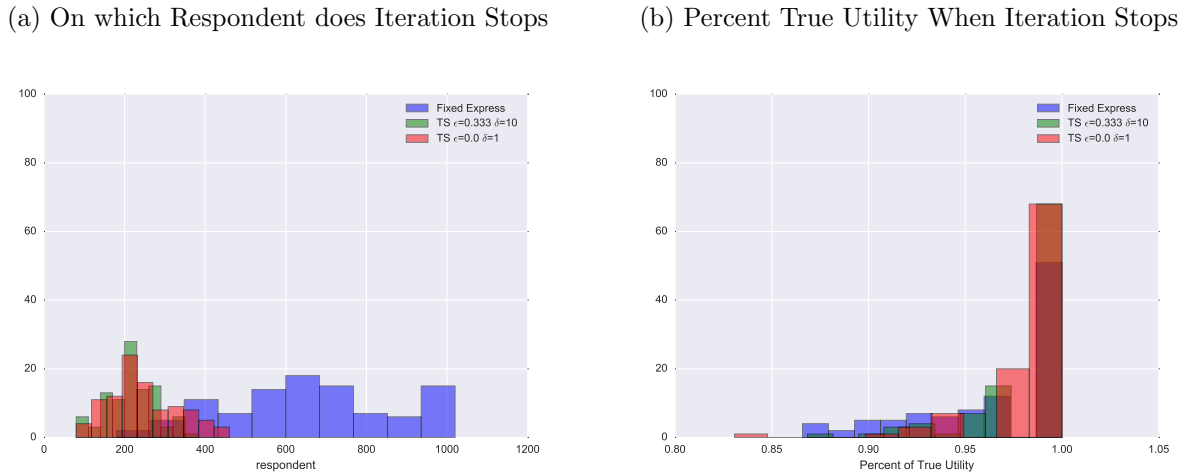 (a) On which Respondent does Iteration Stops
(b) Percent True Utility When Iteration Stops
100
80
60
40
20
0
0
200
400
600
800
1000
1200
respondent
Fixed Express
TS ϵ=0.333 δ=10
TS ϵ=0.0 δ=1
100
80
60
40
20
0
0.80
0.85
0.90
0.95
1.00
1.05
Percent of True Utility
Fixed Express
TS ϵ=0.333 δ=10
TS ϵ=0.0 δ=1